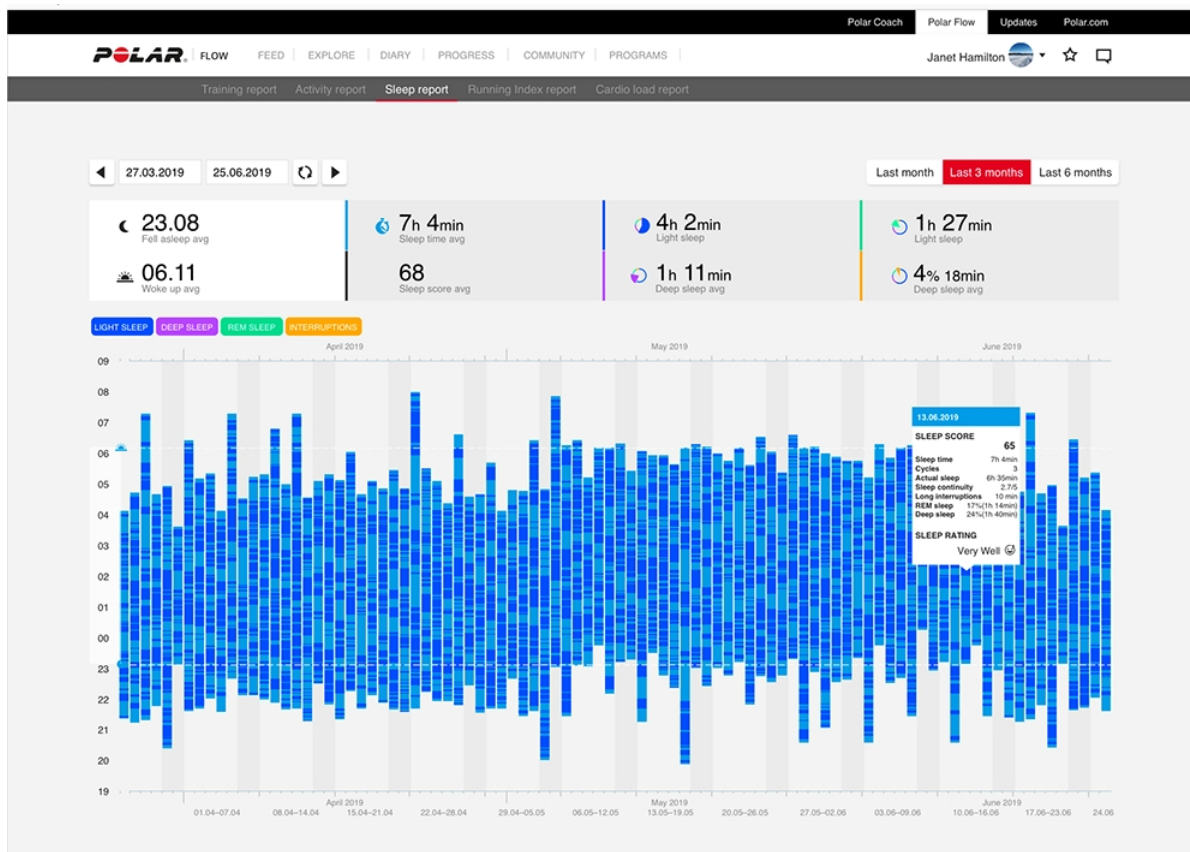 Polar Coach Polar Flow Updates Polar.com
POLAR. FLOW FEED EXPLORE DIARY PROGRESS COMMUNITY PROGRAMS Janet Hamilton
Training report Activity report Sleep report Running Index report Cardio load report
27.03.2019 25.06.2019 Last month Last 3 months Last 6 months
23.08 7h 4min 4h 2min 1h 27min
Fell asleep avg Sleep time avg Light sleep Light sleep
06.11 68 1h 11min 4% 18min
Woke up avg Sleep score avg Deep sleep avg Deep sleep avg
LIGHT SLEEP DEEP SLEEP REM SLEEP INTERRUPTIONS
April 2019 May 2019 June 2019
09
08
07
06
05
04
03
02
01
00
23
22
21
20
19
13.06.2019
SLEEP SCORE
65
Sleep time 7h 4min
Cycles 3
Actual sleep 6h 35min
Sleep continuity 2.7/5
Long interruptions 10 min
REM sleep 17%(1h 14min)
Deep sleep 24%(1h 40min)
SLEEP RATING
Very Well
April 2019 May 2019 June 2019
01.04–07.04 08.04–14.04 15.04–21.04 22.04–28.04 29.04–05.05 06.05–12.05 13.05–19.05 20.05–26.05 27.05–02.06 03.06–09.06 10.06–16.06 17.06–23.06 24.06